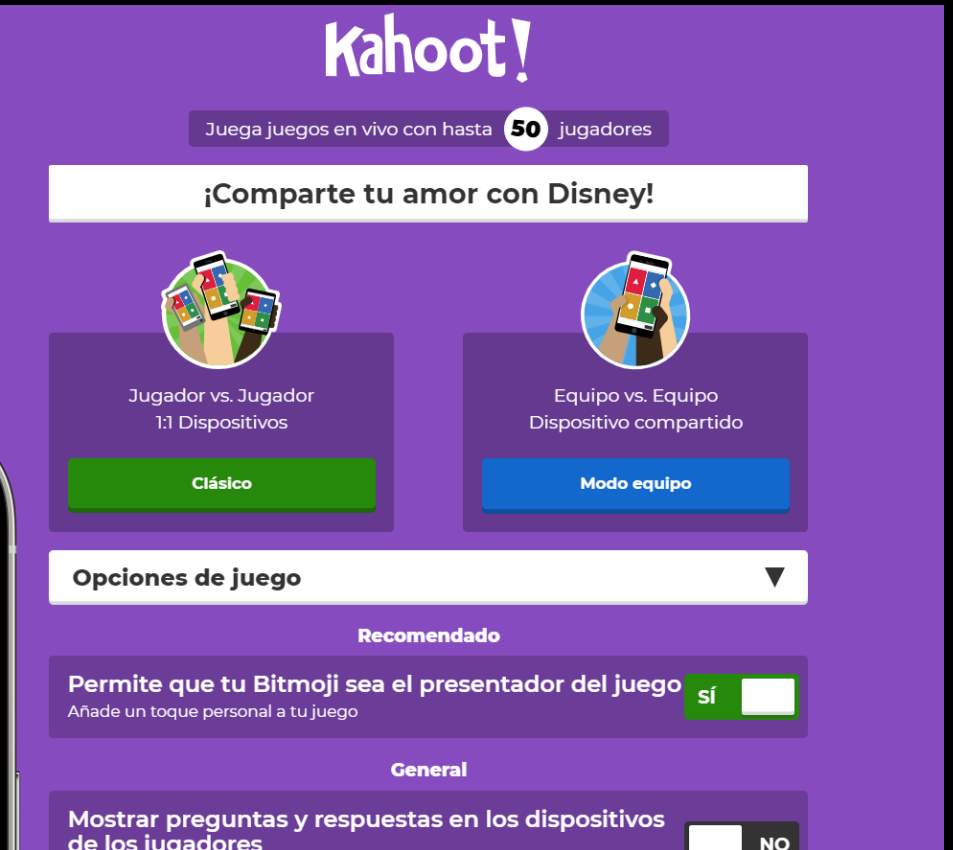 Kahoot!
Juega juegos en vivo con hasta 50 jugadores
¡Comparte tu amor con Disney!
Jugador vs. Jugador
1:1 Dispositivos
Clásico
Equipo vs. Equipo
Dispositivo compartido
Modo equipo
Opciones de juego
Recomendado
Permite que tu Bitmoji sea el presentador del juego
Añade un toque personal a tu juego
SÍ
General
Mostrar preguntas y respuestas en los dispositivos
de los jugadores
NO